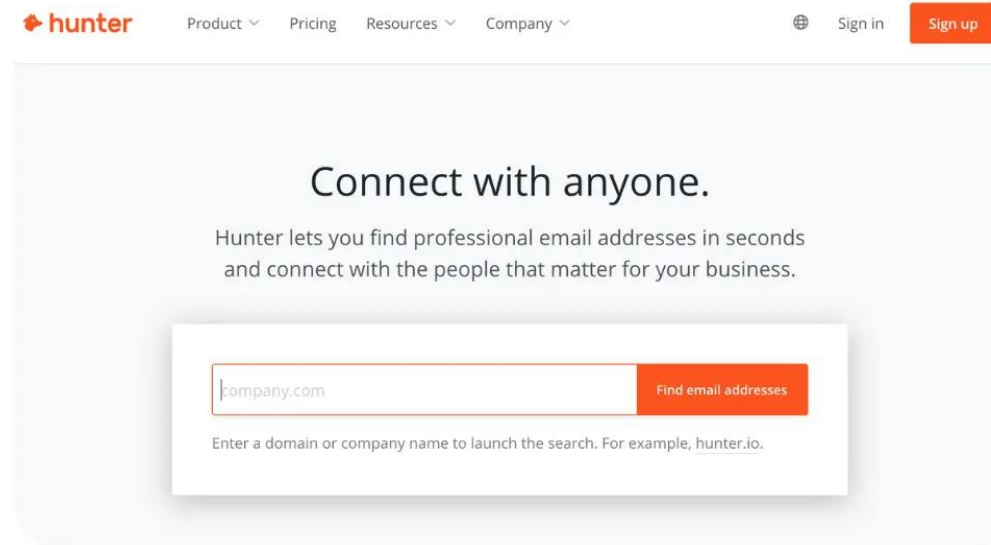 hunter Product Pricing Resources Company Sign in Sign up
Connect with anyone.
Hunter lets you find professional email addresses in seconds
and connect with the people that matter for your business.
company.com Find email addresses
Enter a domain or company name to launch the search. For example, hunter.io.